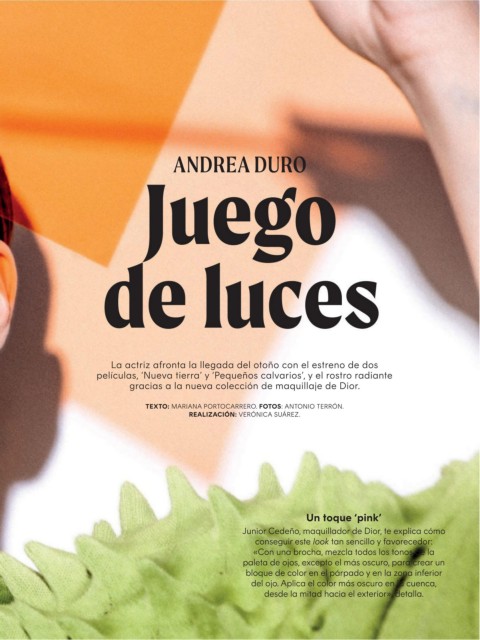 ANDREA DURO
Juego
de luces
La actriz afronta la llegada del otoño con el estreno de dos
películas, ‘Nueva tierra’ y ‘Pequeños calvarios’, y el rostro radiante
gracias a la nueva colección de maquillaje de Dior.
TEXTO: MARIANA PORTOCARRERO. FOTOS: ANTONIO TERRÓN.
REALIZACIÓN: VERÓNICA SUÁREZ.
Un toque ‘pink’
Junior Cedeño, maquillador de Dior, te explica cómo
conseguir este look tan sencillo y favorecedor:
«Con una brocha, mezcla todos los tonos de la
paleta de ojos, excepto el más oscuro, para crear un
bloque de color en el párpado y en la zona inferior
del ojo. Aplica el color más oscuro en la cuenca,
desde la mitad hacia el exterior», detalla.